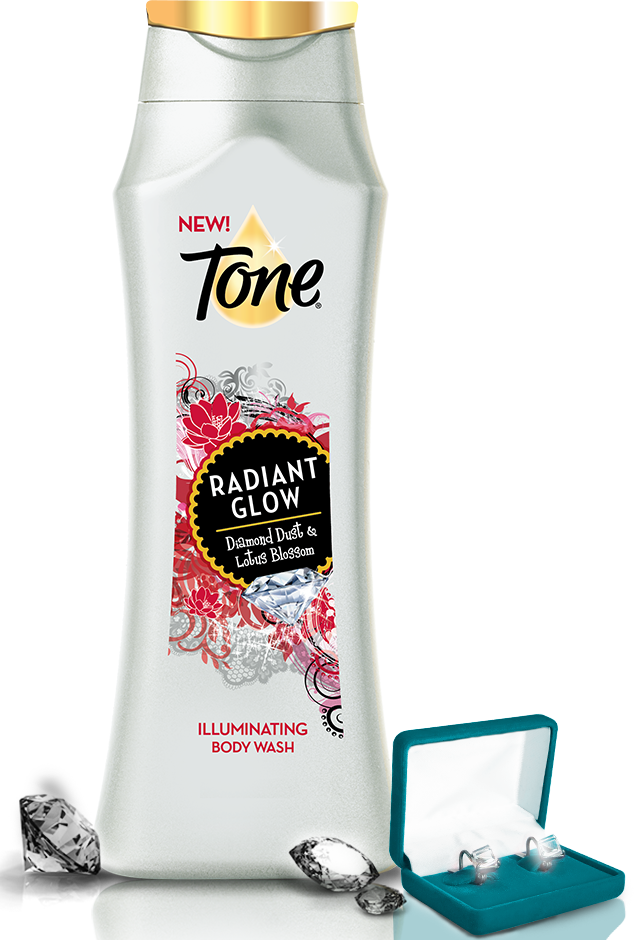 NEW!
Tone®
RADIANT
GLOW
Diamond Dust &
Lotus Blossom
ILLUMINATING
BODY WASH